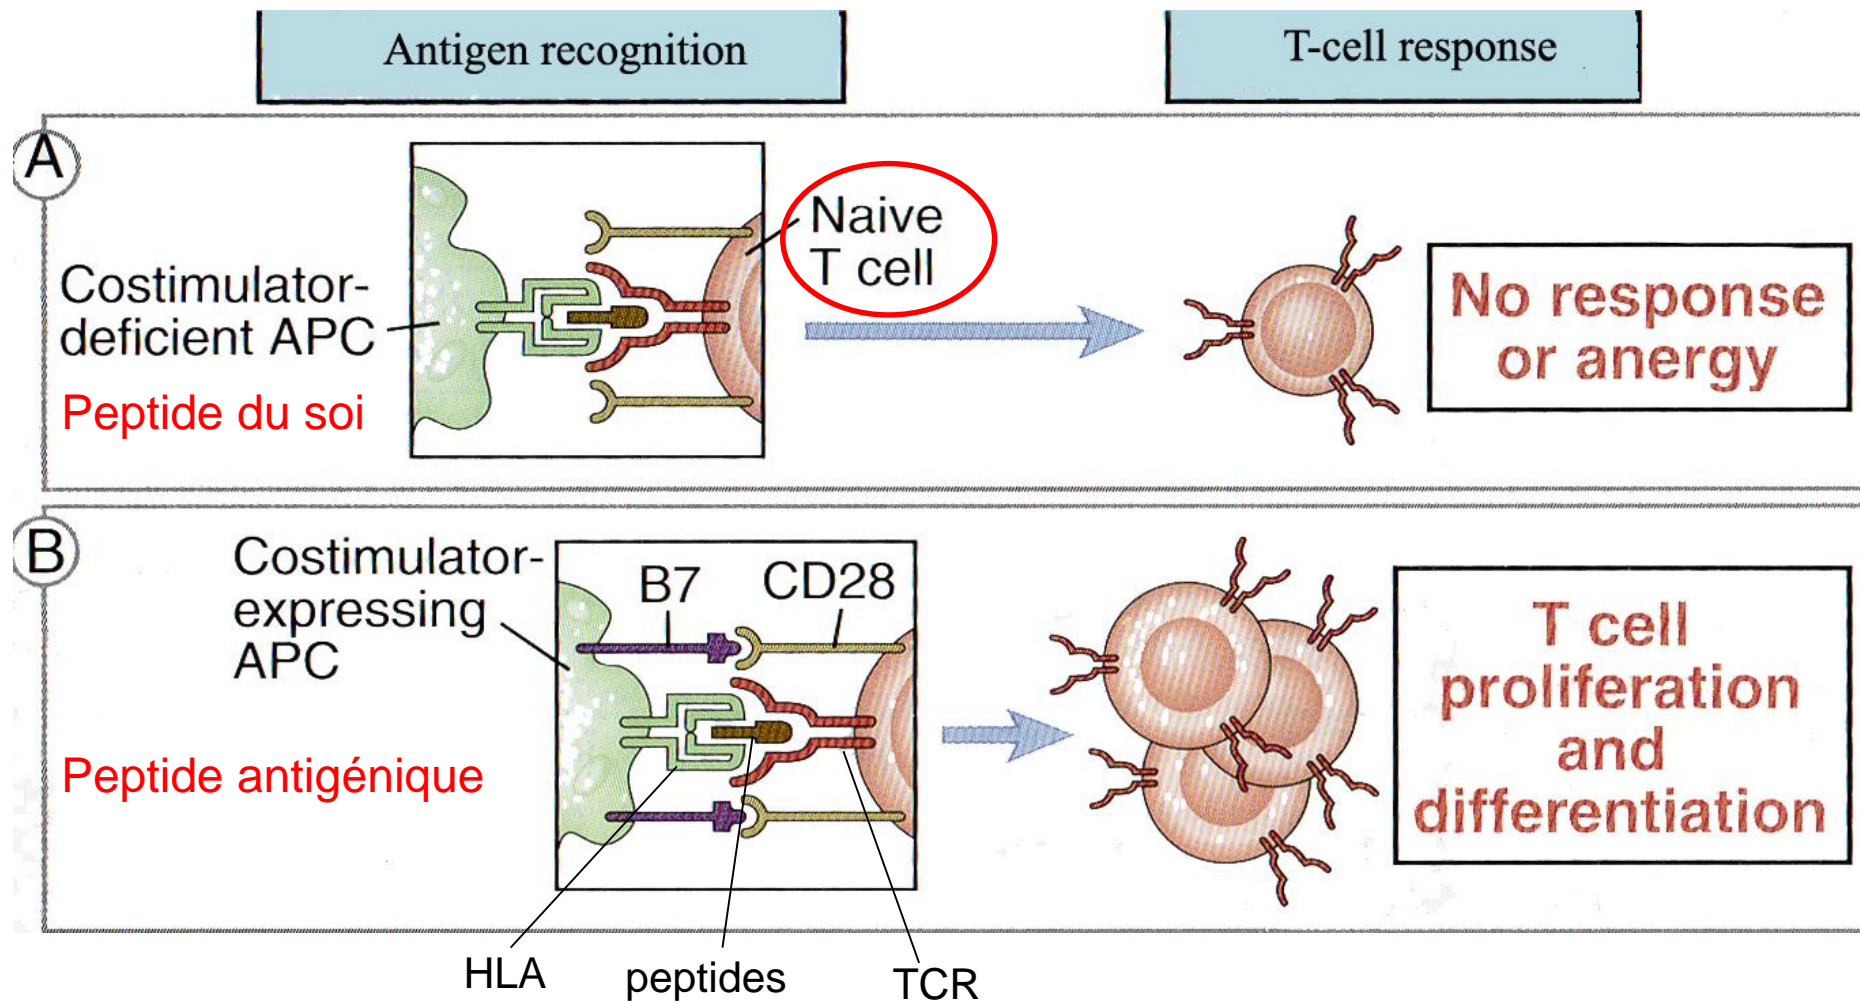 Antigen recognition
T-cell response
A
Naive
T cell
Costimulator-
deficient APC
Peptide du soi
No response
or anergy
B
Costimulator-
expressing
APC
B7
CD28
Peptide antigénique
T cell
proliferation
and
differentiation
HLA
peptides
TCR